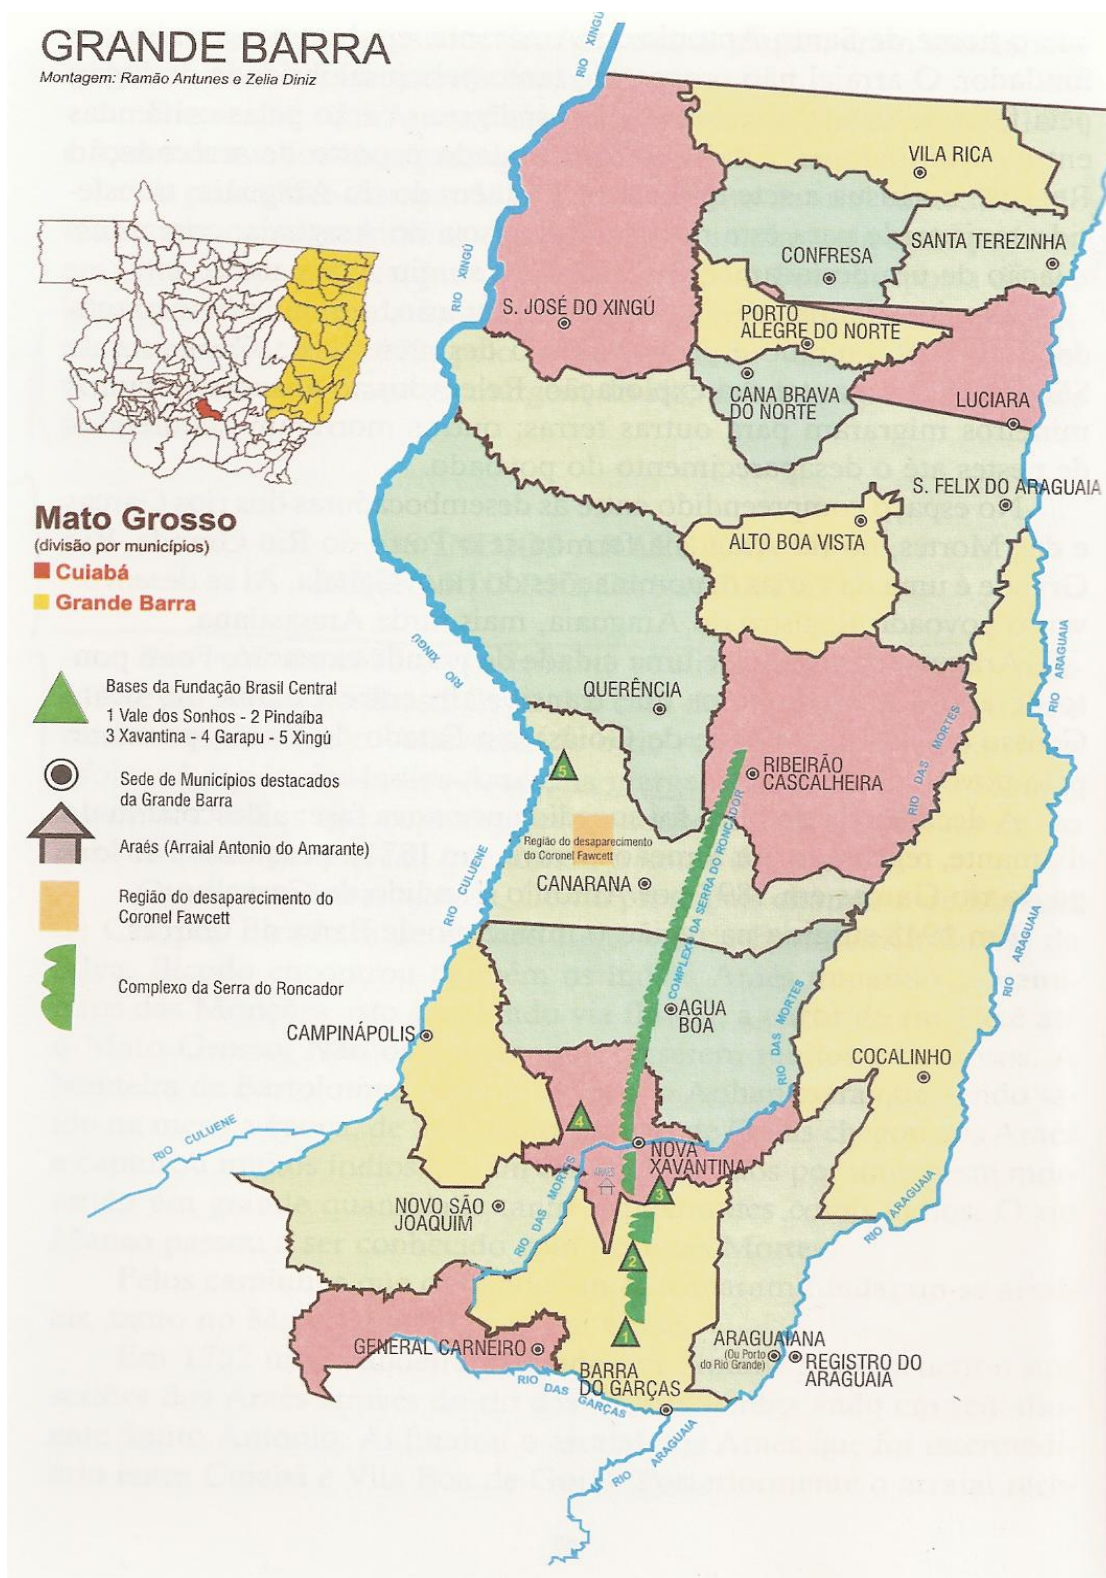 GRANDE BARRA
Montagem: Ramão Antunes e Zelia Diniz
Mato Grosso
(divisão por municípios)
Cuiabá
Grande Barra
Bases da Fundação Brasil Central
1 Vale dos Sonhos - 2 Pindaíba
3 Xavantina - 4 Garapu - 5 Xingú
Sede de Municípios destacados
da Grande Barra
Araés (Arraial Antonio do Amarante)
Região do desaparecimento do
Coronel Fawcett
Complexo da Serra do Roncador
RIO XINGÚ
VILA RICA
SANTA TEREZINHA
CONFRESA
RIO XINGÚ
S. JOSÉ DO XINGÚ
PORTO
ALEGRE DO NORTE
CANA BRAVA
DO NORTE
LUCIARA
S. FELIX DO ARAGUAIA
ALTO BOA VISTA
RIO XINGU
QUERÊNCIA
RIO ARAGUAIA
RIO DAS MORTES
RIBEIRÃO
CASCALHEIRA
5
Região do desaparecimento
do Coronel Fawcett
CANARANA
COMPLEXO DA SERRA DO RONCADOR
RIO CULUENE
RIO ARAGUAIA
AGUA
BOA
RIO DAS MORTES
CAMPINÁPOLIS
COCALINHO
4
RIO CULUENE
NOVA
XAVANTINA
ARAÉS
3
RIO DAS MORTES
NOVO SÃO
JOAQUIM
RIO ARAGUAIA
2
1
GENERAL CARNEIRO
ARAGUAIANA
(Ou Porto
do Rio Grande)
REGISTRO DO
ARAGUAIA
BARRA
DO GARÇAS
RIO DAS GARÇAS
RIO ARAGUAIA